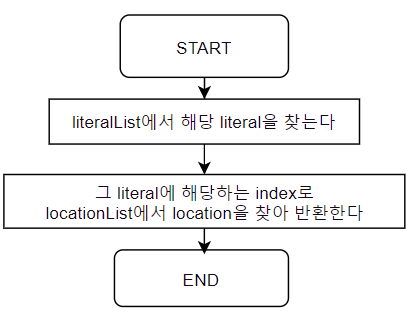 START
literalList에서 해당 literal을 찾는다
그 literal에 해당하는 index로
locationList에서 location을 찾아 반환한다
END